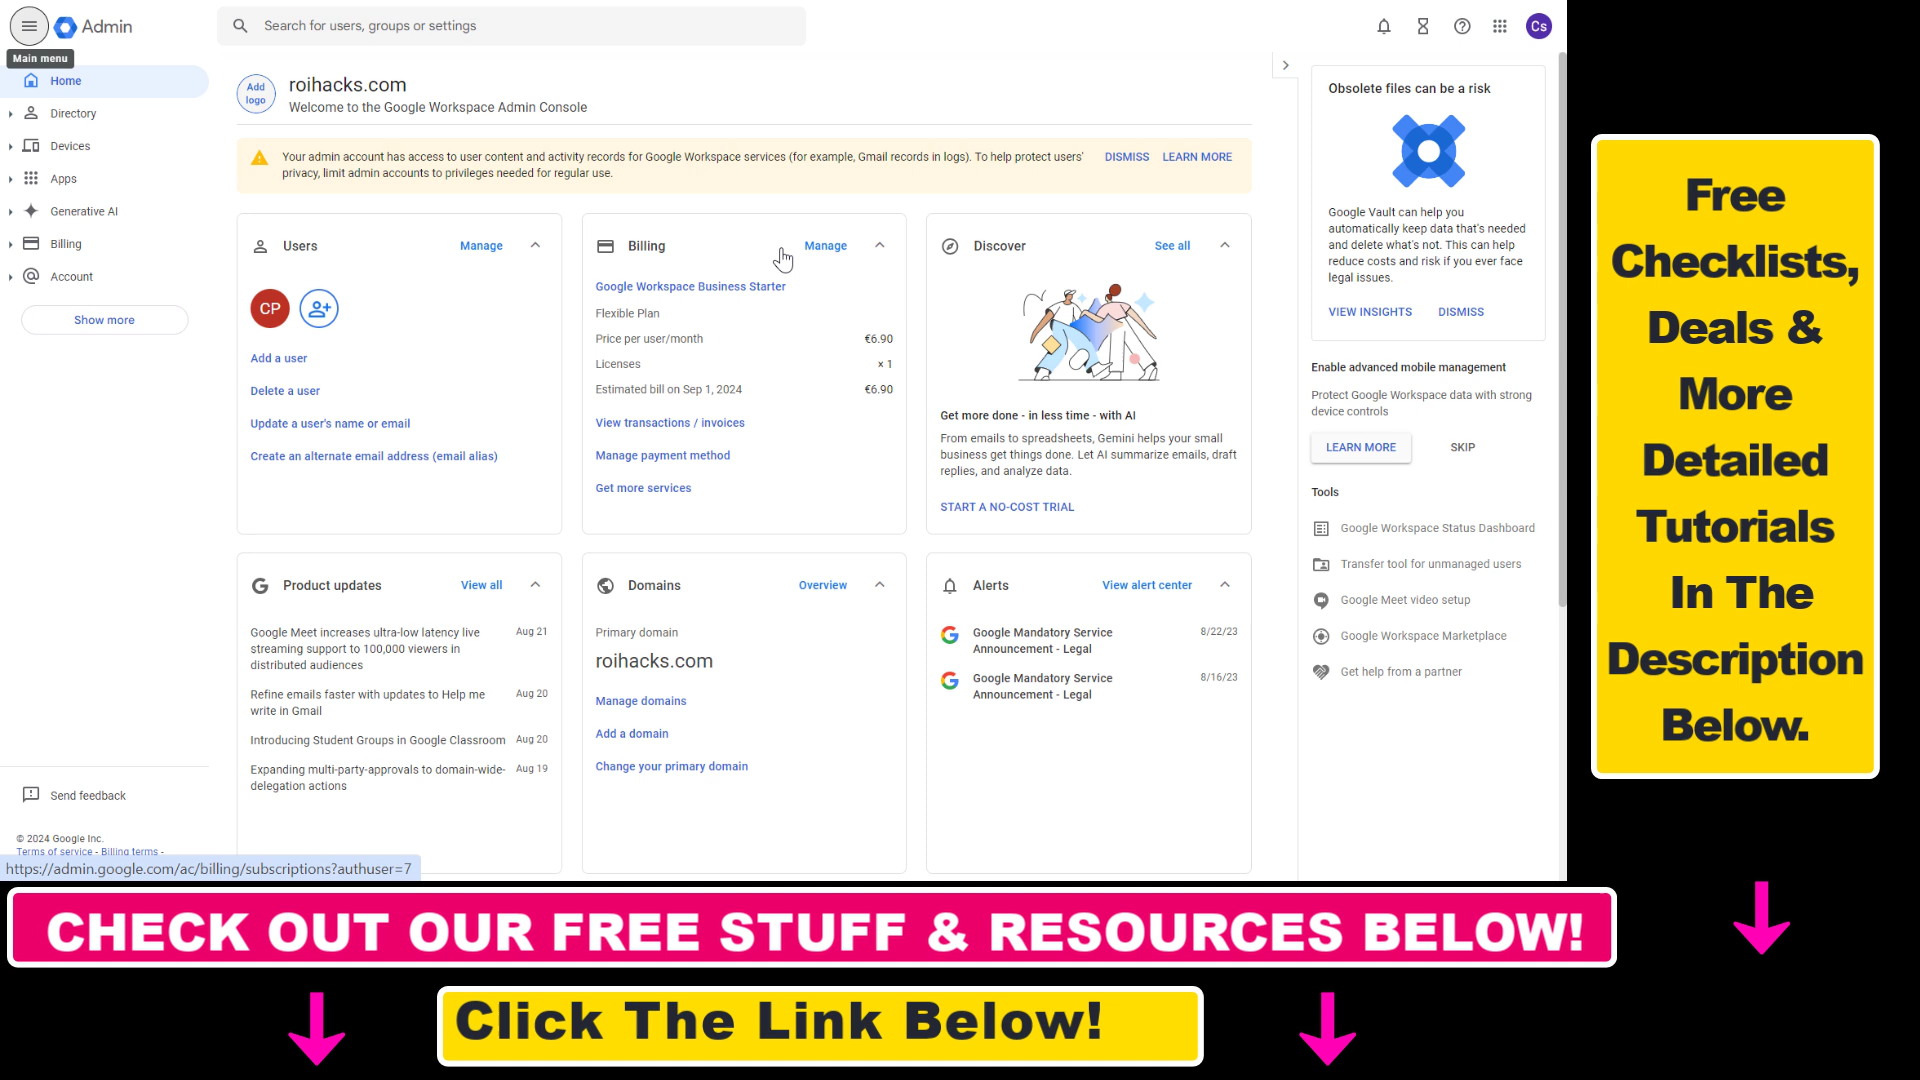 Admin
Search for users, groups or settings
Cs
Main menu
Home
Directory
Devices
Apps
Generative AI
Billing
Account
Show more
Send feedback
© 2024 Google Inc.
Terms of service - Billing terms -
https://admin.google.com/ac/billing/subscriptions?authuser=7
Add
logo
roihacks.com
Welcome to the Google Workspace Admin Console
Your admin account has access to user content and activity records for Google Workspace services (for example, Gmail records in logs). To help protect users'
privacy, limit admin accounts to privileges needed for regular use.
DISMISS LEARN MORE
Users Manage
CP
Add a user
Delete a user
Update a user's name or email
Create an alternate email address (email alias)
Billing Manage
Google Workspace Business Starter
Flexible Plan
Price per user/month €6.90
Licenses × 1
Estimated bill on Sep 1, 2024 €6.90
View transactions / invoices
Manage payment method
Get more services
Discover See all
Get more done - in less time - with AI
From emails to spreadsheets, Gemini helps your small
business get things done. Let AI summarize emails, draft
replies, and analyze data.
START A NO-COST TRIAL
Product updates View all
Google Meet increases ultra-low latency live Aug 21
streaming support to 100,000 viewers in
distributed audiences
Refine emails faster with updates to Help me Aug 20
write in Gmail
Introducing Student Groups in Google Classroom Aug 20
Expanding multi-party-approvals to domain-wide- Aug 19
delegation actions
Domains Overview
Primary domain
roihacks.com
Manage domains
Add a domain
Change your primary domain
Alerts View alert center
Google Mandatory Service 8/22/23
Announcement - Legal
Google Mandatory Service 8/16/23
Announcement - Legal
Obsolete files can be a risk
Google Vault can help you
automatically keep data that's needed
and delete what's not. This can help
reduce costs and risk if you ever face
legal issues.
VIEW INSIGHTS DISMISS
Enable advanced mobile management
Protect Google Workspace data with strong
device controls
LEARN MORE SKIP
Tools
Google Workspace Status Dashboard
Transfer tool for unmanaged users
Google Meet video setup
Google Workspace Marketplace
Get help from a partner
Free
Checklists,
Deals &
More
Detailed
Tutorials
In The
Description
Below.
CHECK OUT OUR FREE STUFF & RESOURCES BELOW!
Click The Link Below!